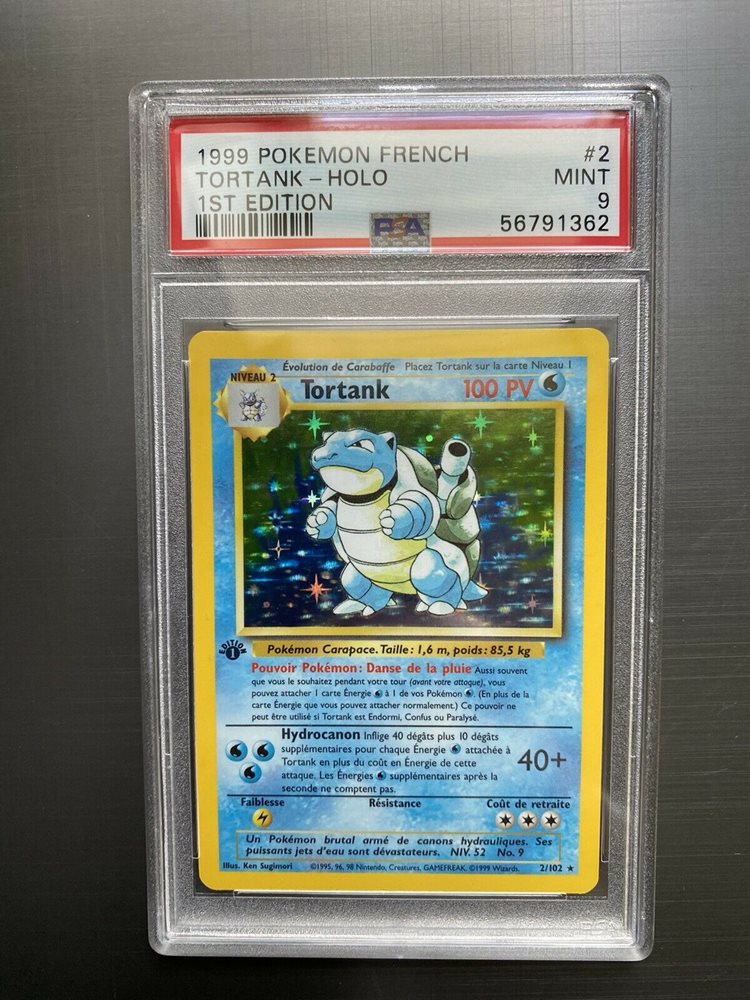 1999 POKEMON FRENCH #2
TORTANK – HOLO MINT
1ST EDITION 9
PSA 56791362
Évolution de Carabaffe Placez Tortank sur la carte Niveau 1
NIVEAU 2
Tortank 100 PV
EDITION 1
Pokémon Carapace. Taille : 1,6 m, poids : 85,5 kg
Pouvoir Pokémon : Danse de la pluie Aussi souvent
que vous le souhaitez pendant votre tour (avant votre attaque), vous
pouvez attacher 1 carte Énergie à 1 de vos Pokémon . (En plus de la
carte Énergie que vous pouvez attacher normalement.) Ce pouvoir ne
peut être utilisé si Tortank est Endormi, Confus ou Paralysé.
Hydrocanon Inflige 40 dégâts plus 10 dégâts
supplémentaires pour chaque Énergie attachée à
Tortank en plus du coût en Énergie de cette
attaque. Les Énergies supplémentaires après la
seconde ne comptent pas.
40+
Faiblesse Résistance Coût de retraite
Un Pokémon brutal armé de canons hydrauliques. Ses
puissants jets d'eau sont dévastateurs. NIV. 52 No. 9
Illus. Ken Sugimori ©1995, 96, 98 Nintendo, Creatures, GAMEFREAK. ©1999 Wizards. 2/102 ★